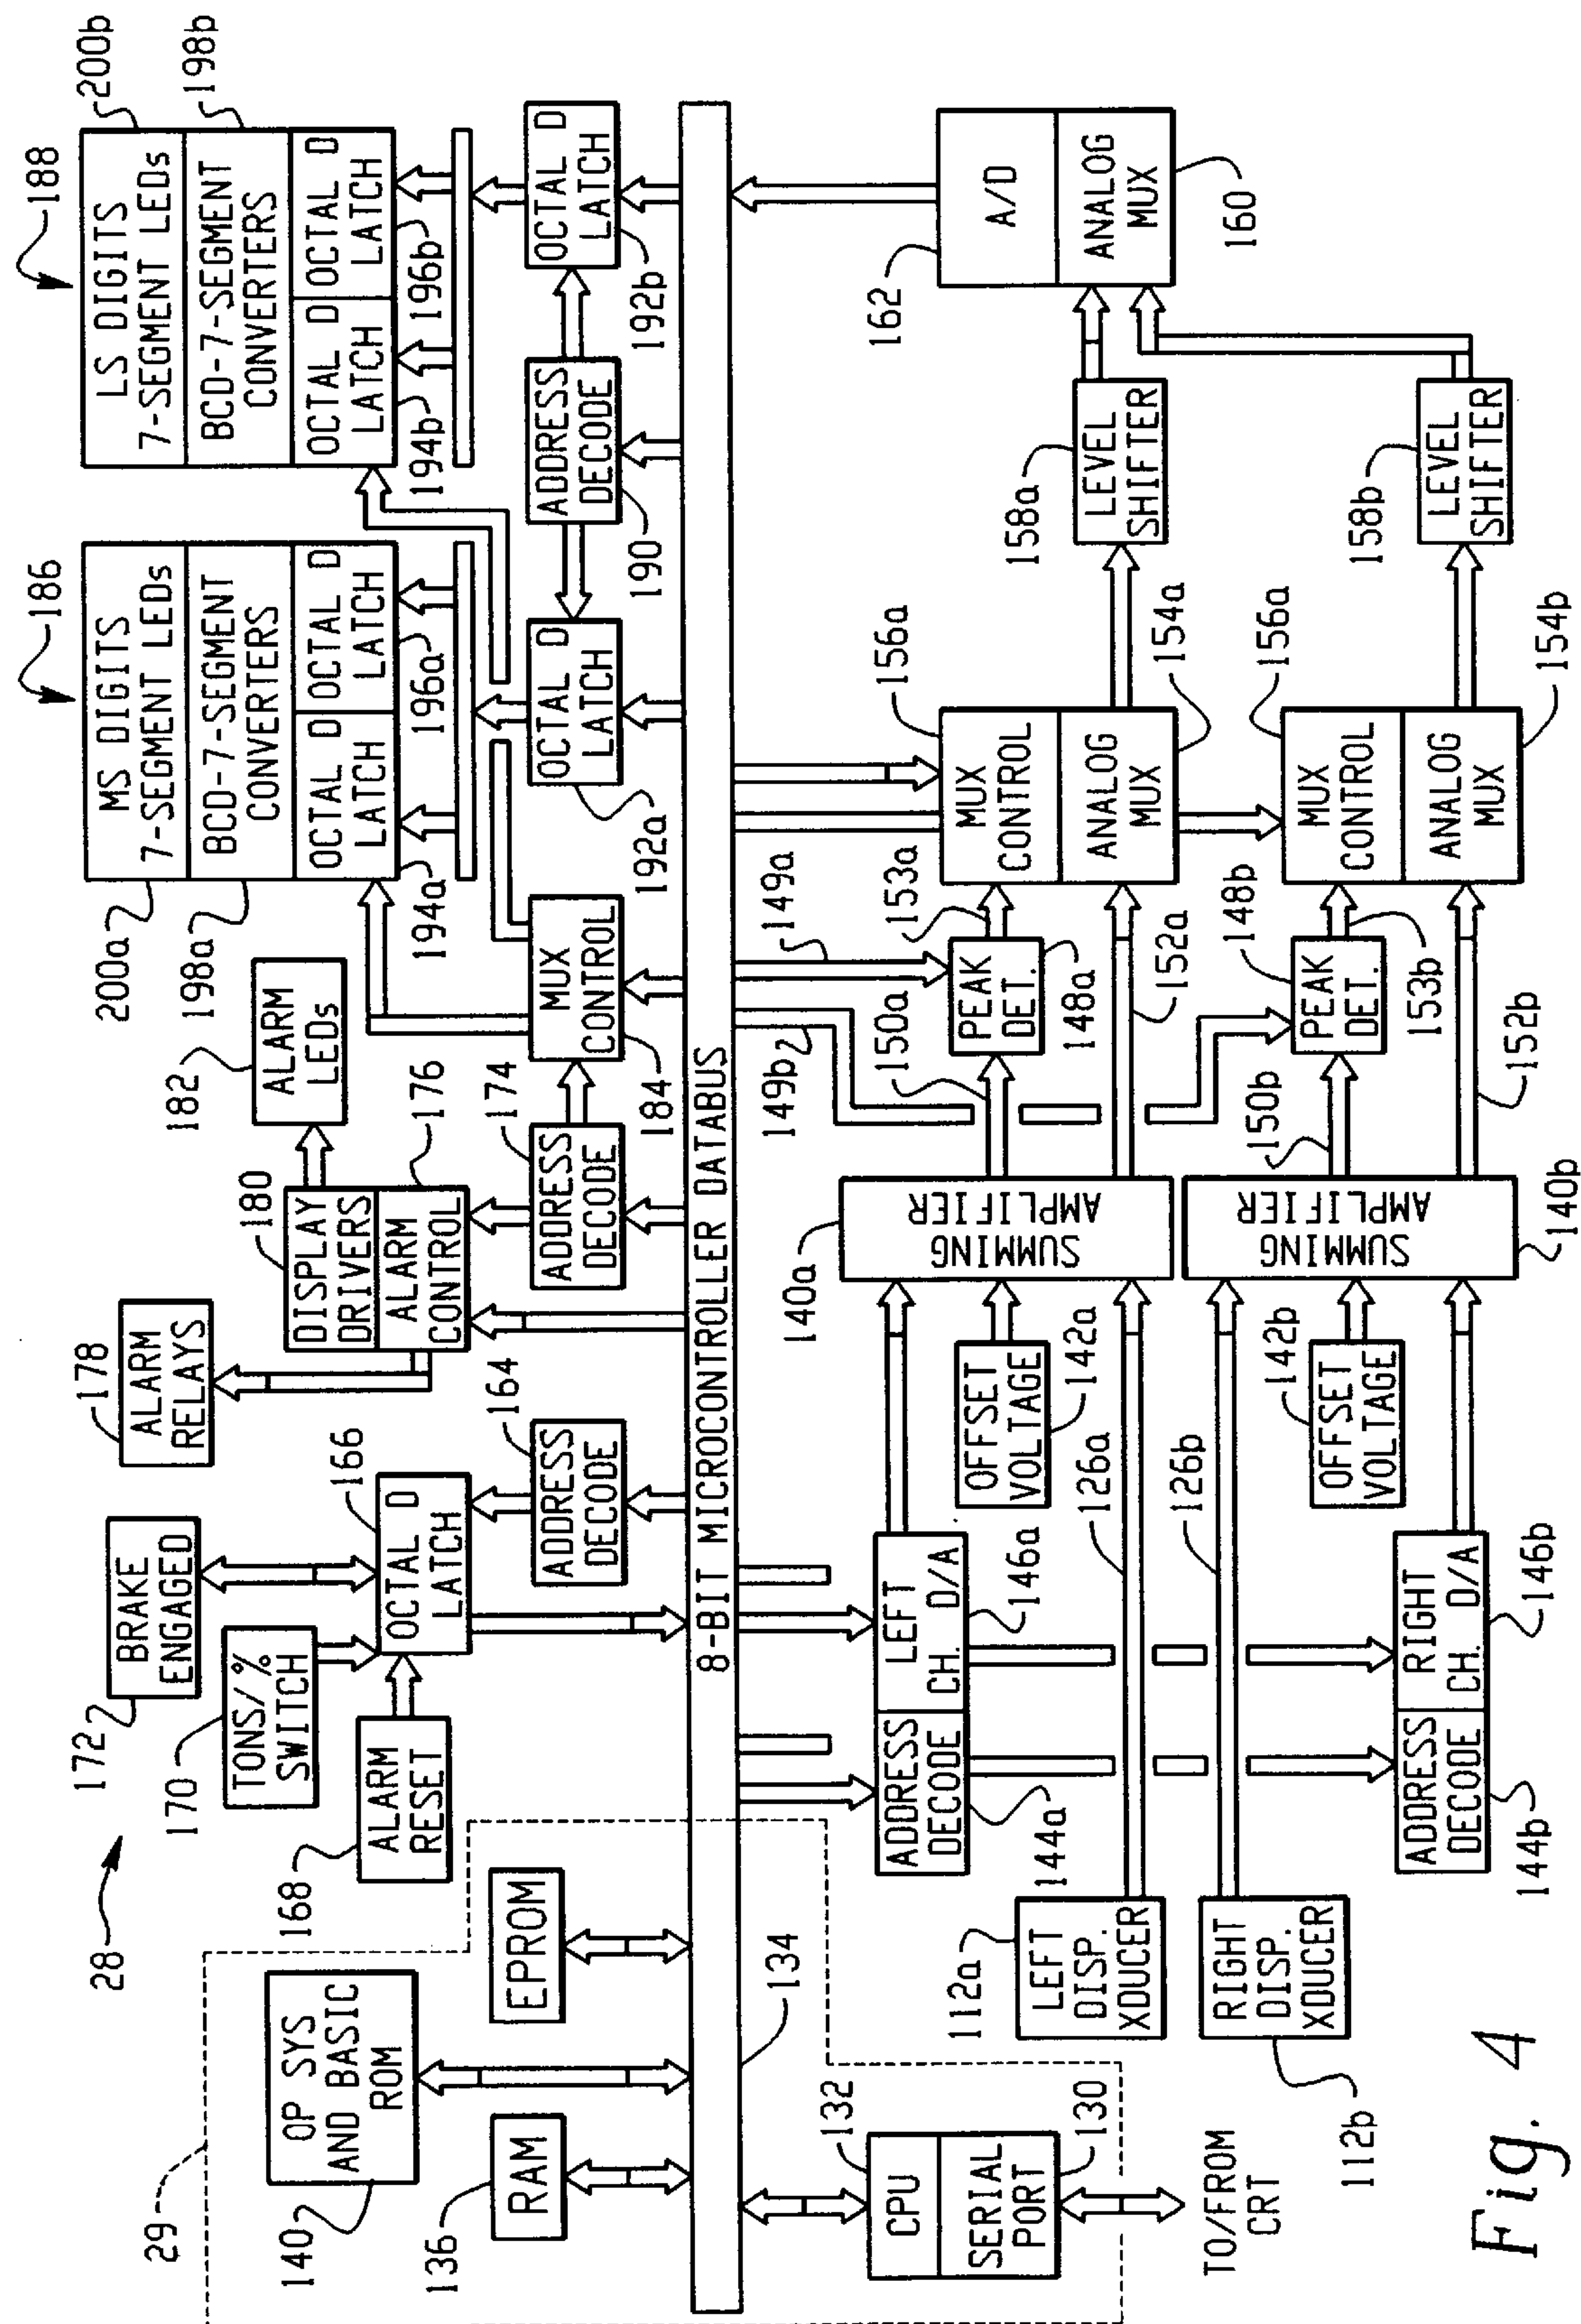 28
29
OP SYS
AND BASIC
ROM
140
RAM
136
EPROM
172
BRAKE
ENGAGED
170
TONS/%
SWITCH
168
ALARM
RESET
OCTAL D
LATCH
166
ADDRESS
DECODE
164
178
ALARM
RELAYS
180
DISPLAY
DRIVERS
ALARM
CONTROL
176
182
ALARM
LEDs
ADDRESS
DECODE
174
MUX
CONTROL
184
186
MS DIGITS
7-SEGMENT LEDs
BCD-7-SEGMENT
CONVERTERS
OCTAL D
LATCH
OCTAL D
LATCH
200a
198a
194a
196a
OCTAL D
LATCH
192a
188
LS DIGITS
7-SEGMENT LEDs
BCD-7-SEGMENT
CONVERTERS
OCTAL D
LATCH
OCTAL D
LATCH
200b
198b
194b
196b
ADDRESS
DECODE
190
OCTAL D
LATCH
192b
8-BIT MICROCONTROLLER DATABUS
134
132
CPU
SERIAL
PORT
130
TO/FROM
CRT
ADDRESS
DECODE
LEFT
CH. D/A
144a
146a
112a
LEFT
DISP.
XDUCER
126a
RIGHT
DISP.
XDUCER
112b
126b
ADDRESS
DECODE
RIGHT
CH. D/A
144b
146b
OFFSET
VOLTAGE
142a
OFFSET
VOLTAGE
142b
140a
SUMMING
AMPLIFIER
SUMMING
AMPLIFIER
140b
149b
149a
150a
PEAK
DET.
148a
153a
152a
150b
PEAK
DET.
148b
153b
152b
MUX
CONTROL
ANALOG
MUX
156a
154a
MUX
CONTROL
ANALOG
MUX
156a
154b
158a
LEVEL
SHIFTER
158b
LEVEL
SHIFTER
162
A/D
ANALOG
MUX
160
Fig. 4